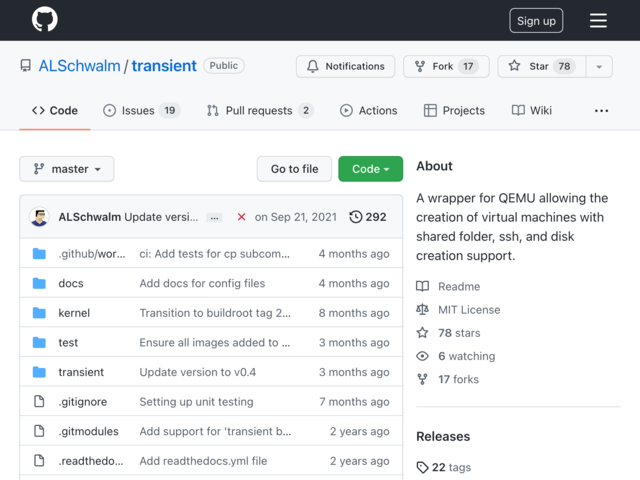 Sign up
ALSchwalm / transient Public
Notifications
Fork 17
Star 78
Code
Issues 19
Pull requests 2
Actions
Projects
Wiki
...
master
Go to file
Code
ALSchwalm Update versi... ... on Sep 21, 2021 292
.github/wor... ci: Add tests for cp subcom... 4 months ago
docs Add docs for config files 4 months ago
kernel Transition to buildroot tag 2... 8 months ago
test Ensure all images added to ... 3 months ago
transient Update version to v0.4 3 months ago
.gitignore Setting up unit testing 7 months ago
.gitmodules Add support for 'transient b... 2 years ago
.readthedo... Add readthedocs.yml file 2 years ago
About
A wrapper for QEMU allowing the
creation of virtual machines with
shared folder, ssh, and disk
creation support.
Readme
MIT License
78 stars
6 watching
17 forks
Releases
22 tags